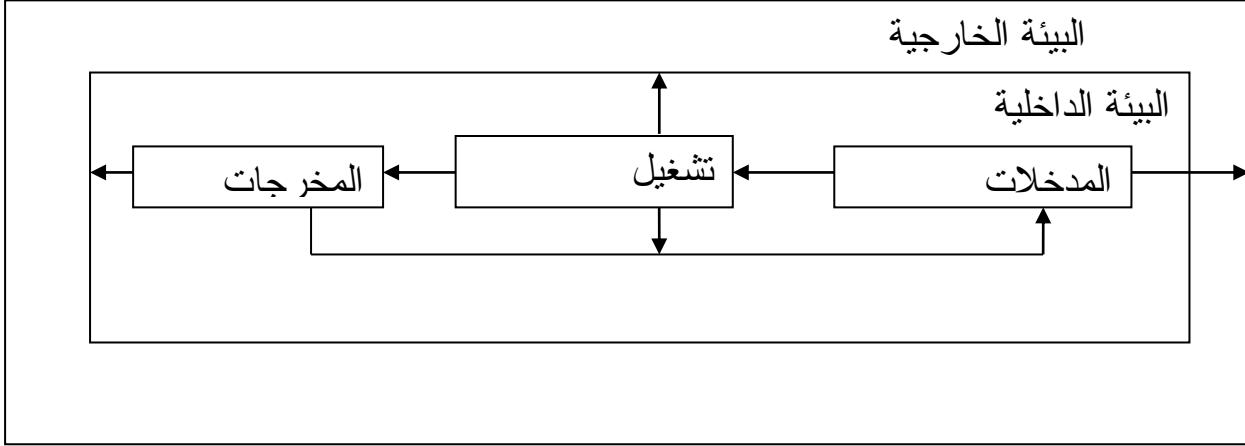 البيئة الخارجية
البيئة الداخلية
المدخلات
تشغيل
المخرجات